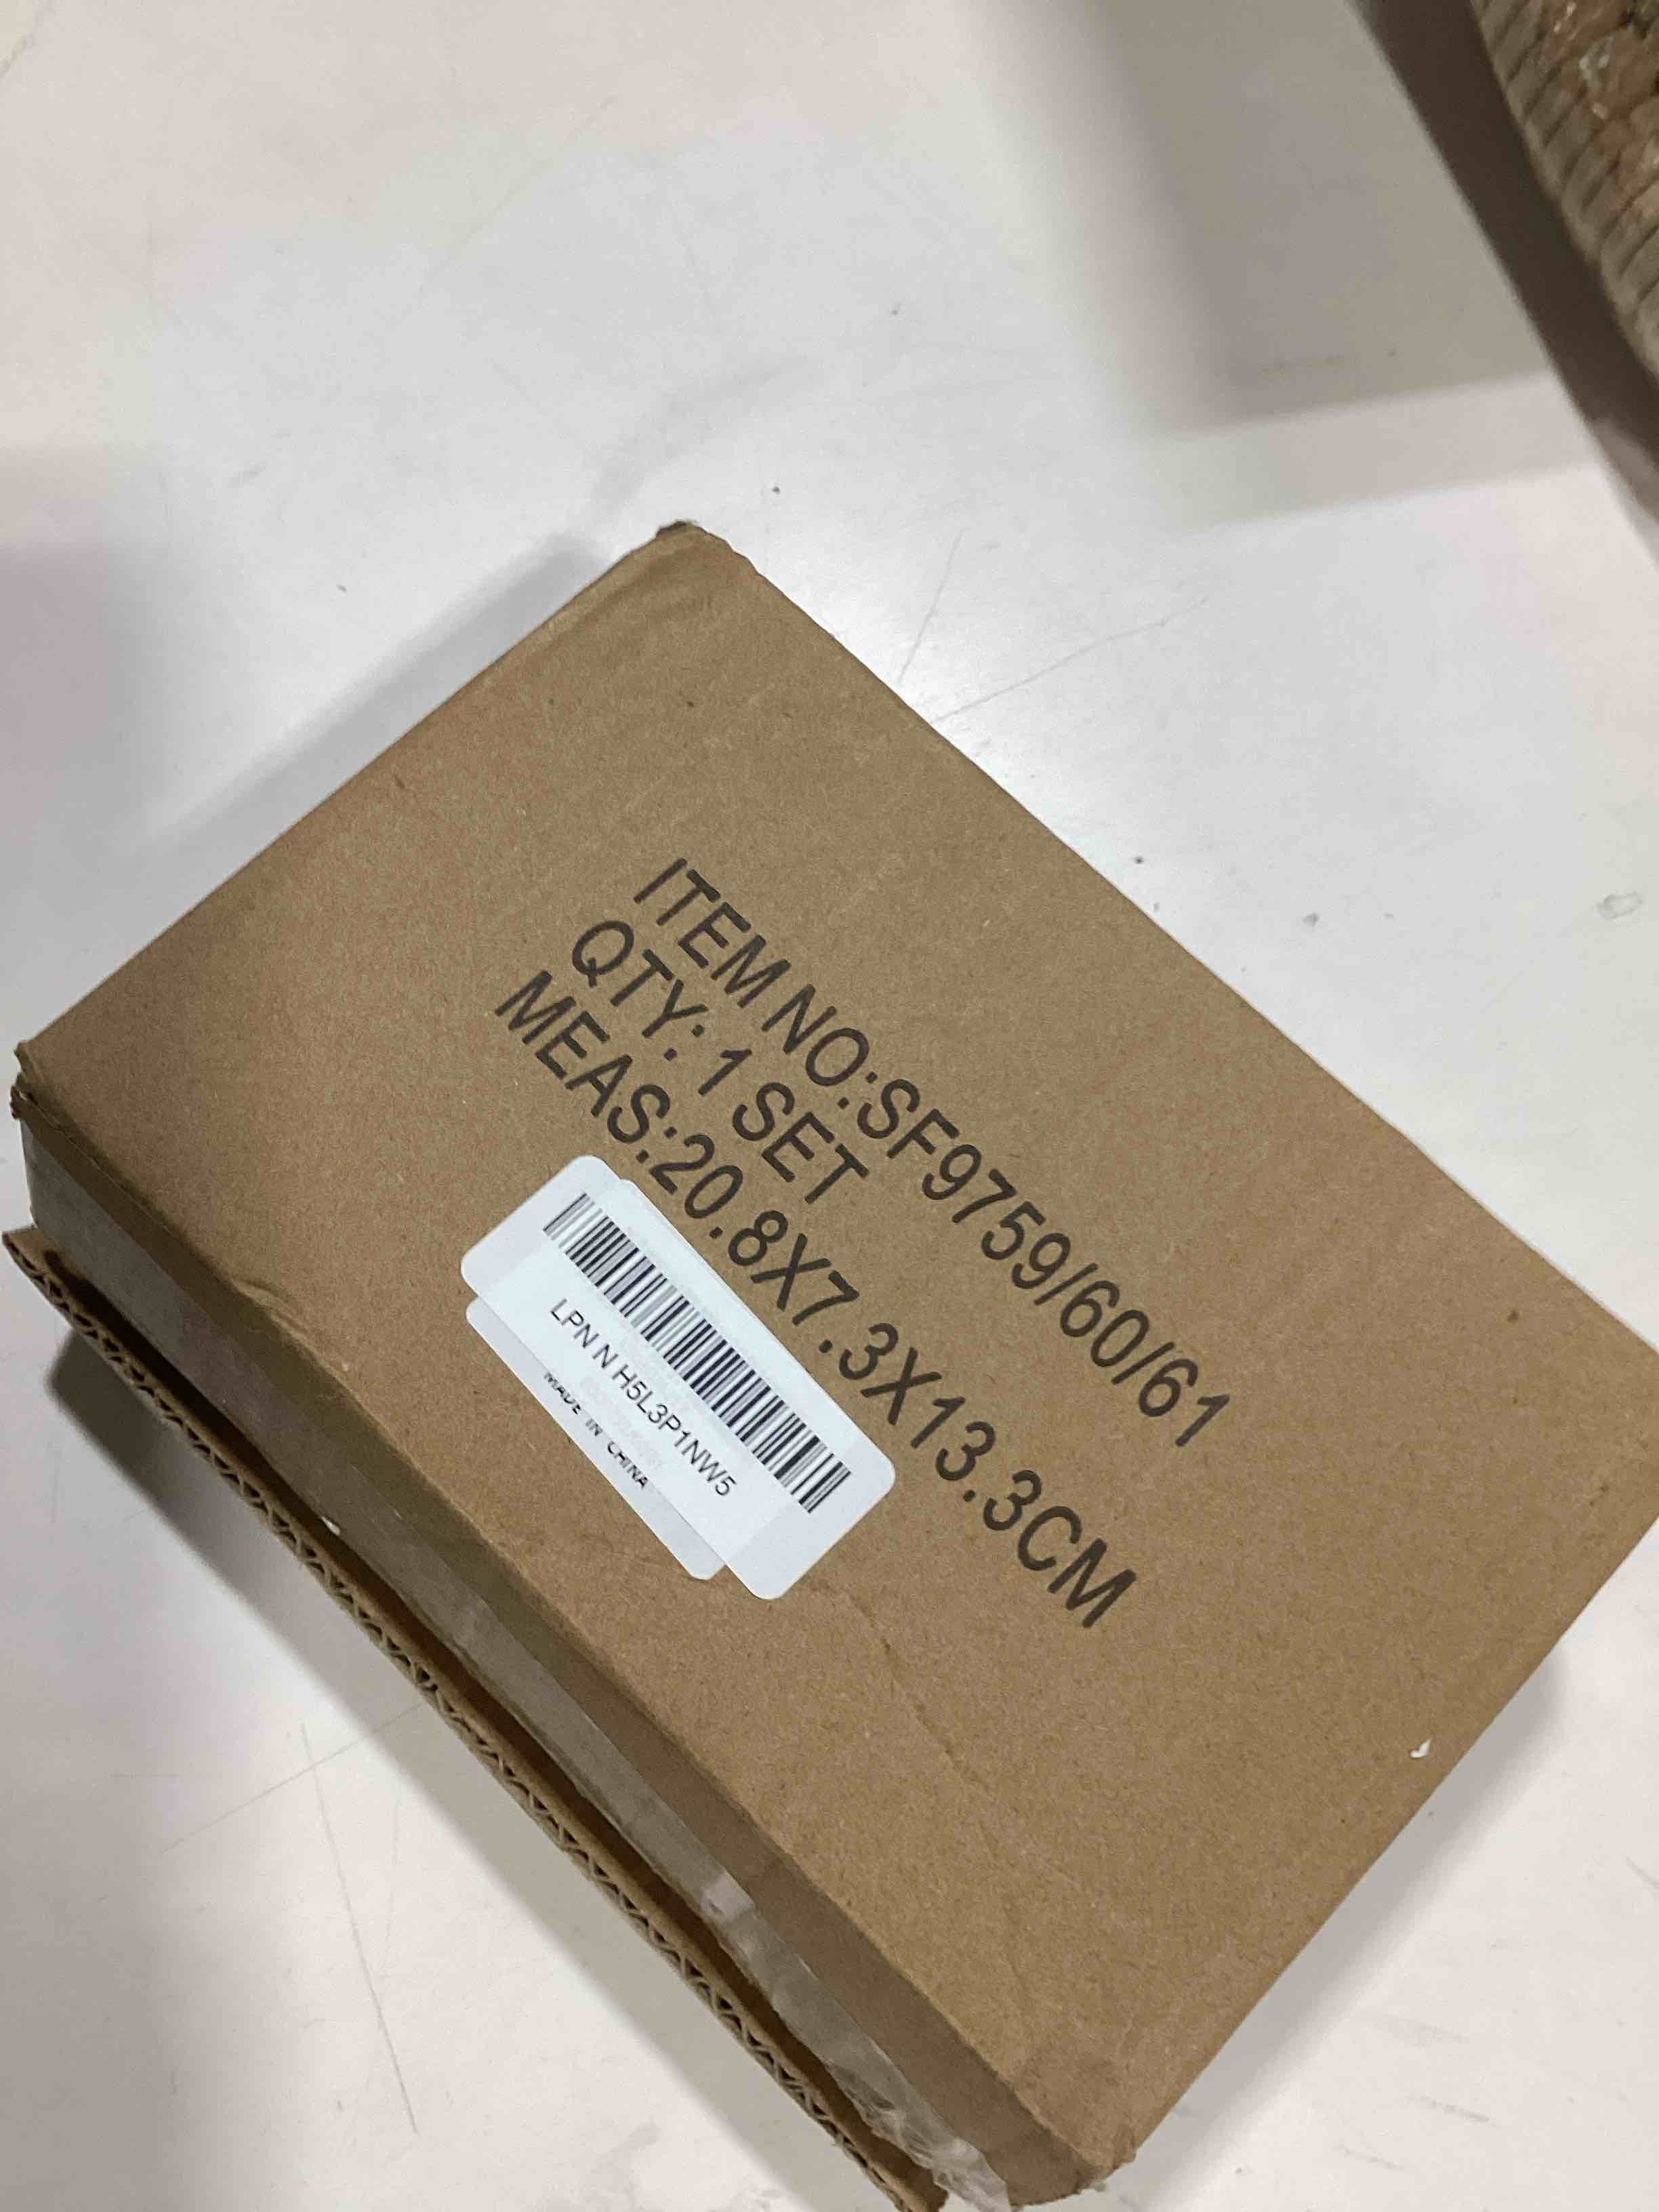 ITEM NO:SF9759/60/61
QTY: 1 SET
MEAS:20.8X7.3X13.3CM
LPN N H5L3P1NW5
MADE IN CHINA